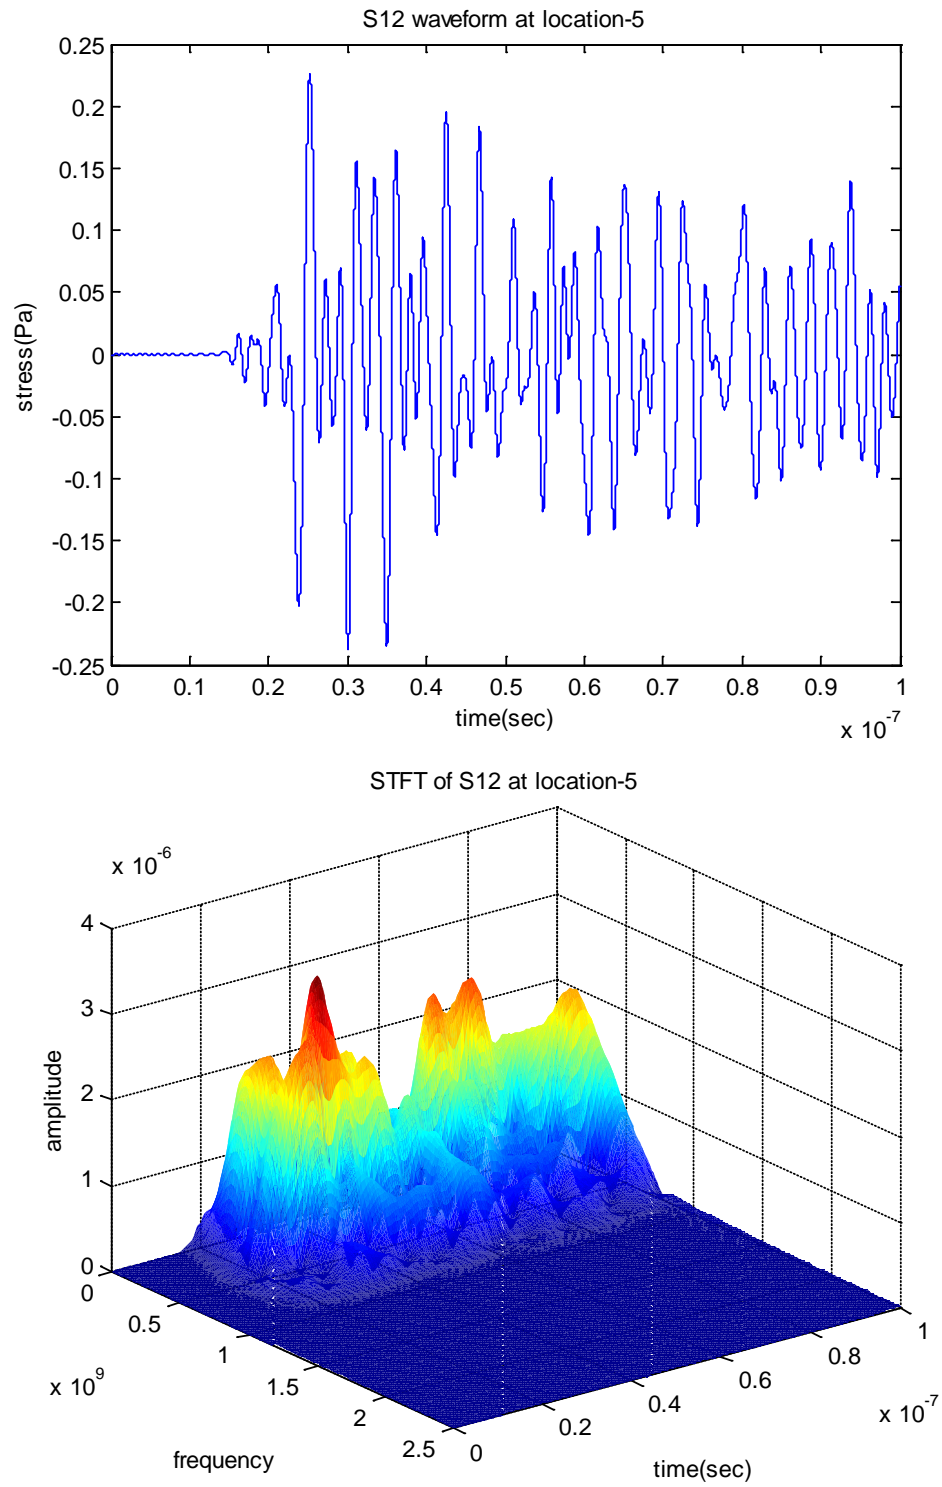 S12 waveform at location-5
0.25
0.2
0.15
0.1
0.05
0
-0.05
-0.1
-0.15
-0.2
-0.25
stress(Pa)
0 0.1 0.2 0.3 0.4 0.5 0.6 0.7 0.8 0.9 1
time(sec)
x 10-7
STFT of S12 at location-5
x 10-6
4
3
2
1
0
amplitude
0
0.5
1
1.5
2
2.5
x 109
frequency
0
0.2
0.4
0.6
0.8
1
x 10-7
time(sec)